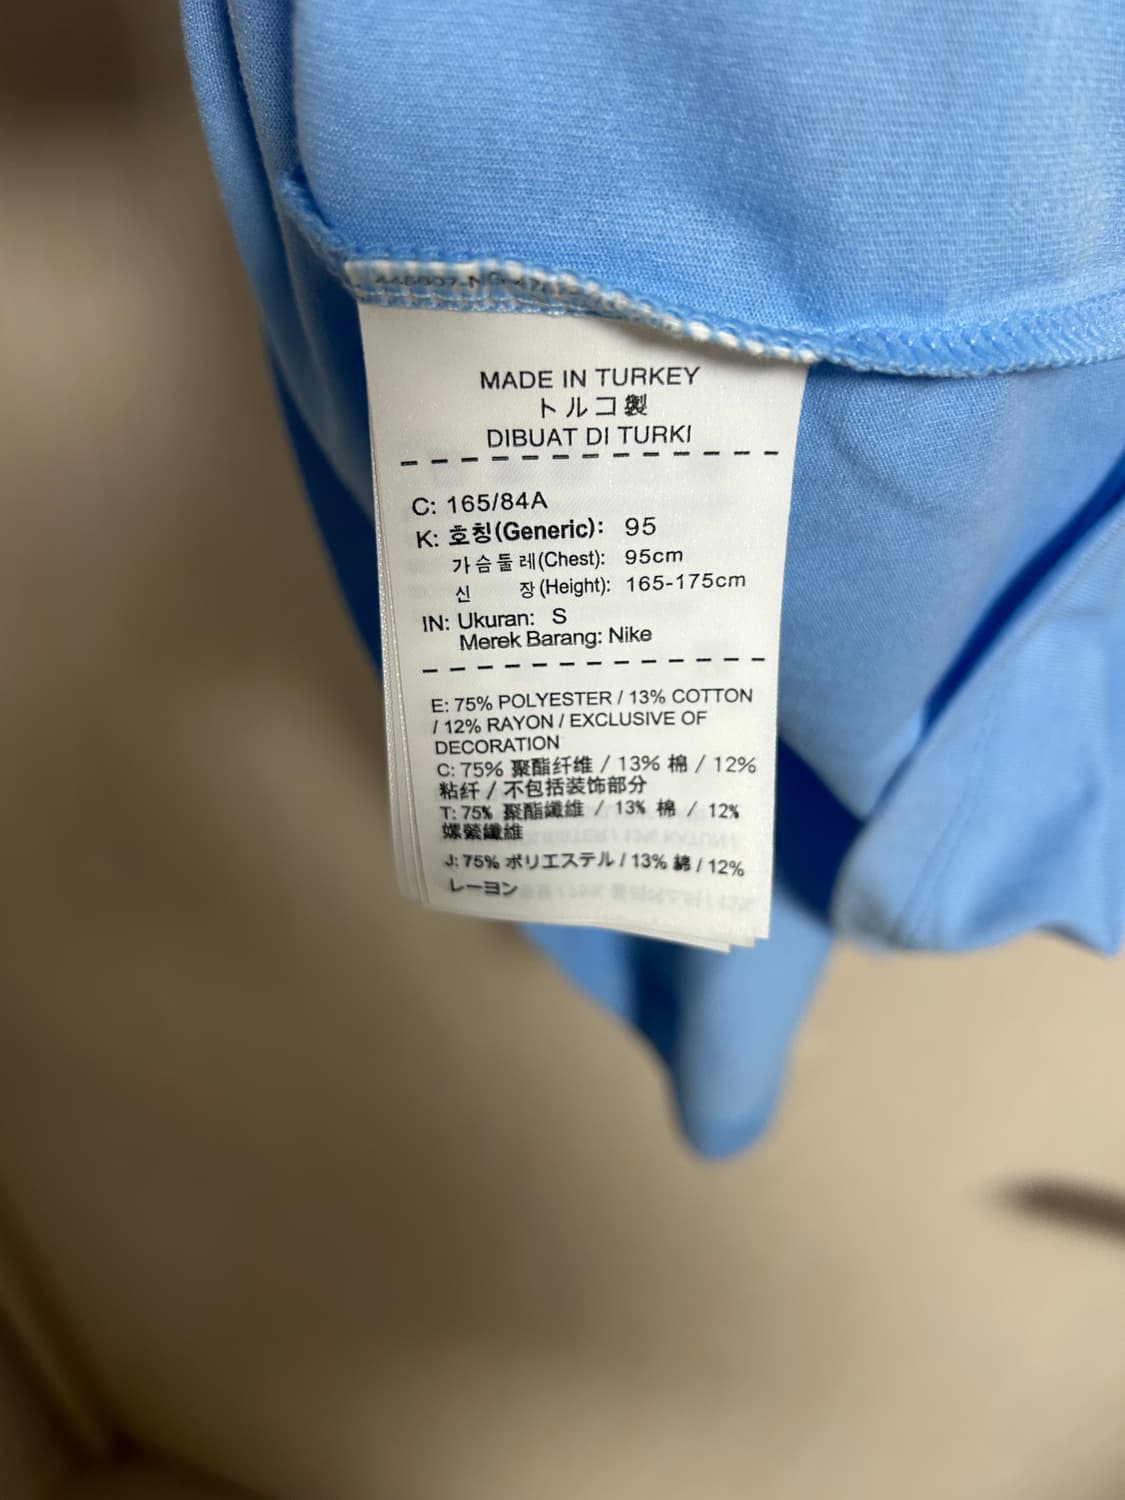 MADE IN TURKEY
トルコ製
DIBUAT DI TURKI
C: 165/84A
K: 호칭(Generic): 95
가슴둘레(Chest): 95cm
신 장(Height): 165-175cm
IN: Ukuran: S
Merek Barang: Nike
E: 75% POLYESTER / 13% COTTON
/ 12% RAYON / EXCLUSIVE OF
DECORATION
C: 75% 聚酯纤维 / 13% 棉 / 12%
粘纤 / 不包括装饰部分
T: 75% 聚酯纖維 / 13% 棉 / 12%
嫘縈纖維
J: 75% ポリエステル / 13% 綿 / 12%
レーヨン